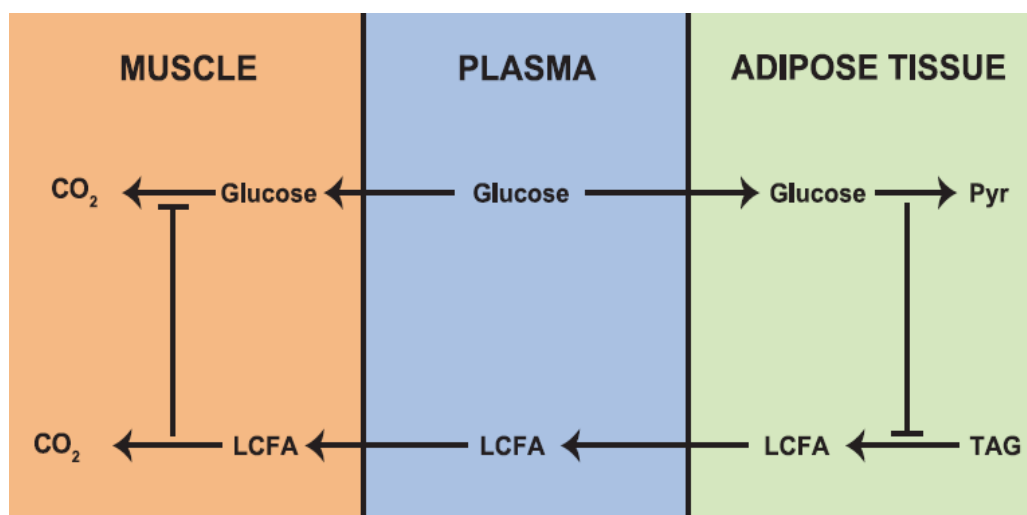 MUSCLE PLASMA ADIPOSE TISSUE
CO₂ Glucose Glucose Glucose Pyr
CO₂ LCFA LCFA LCFA TAG